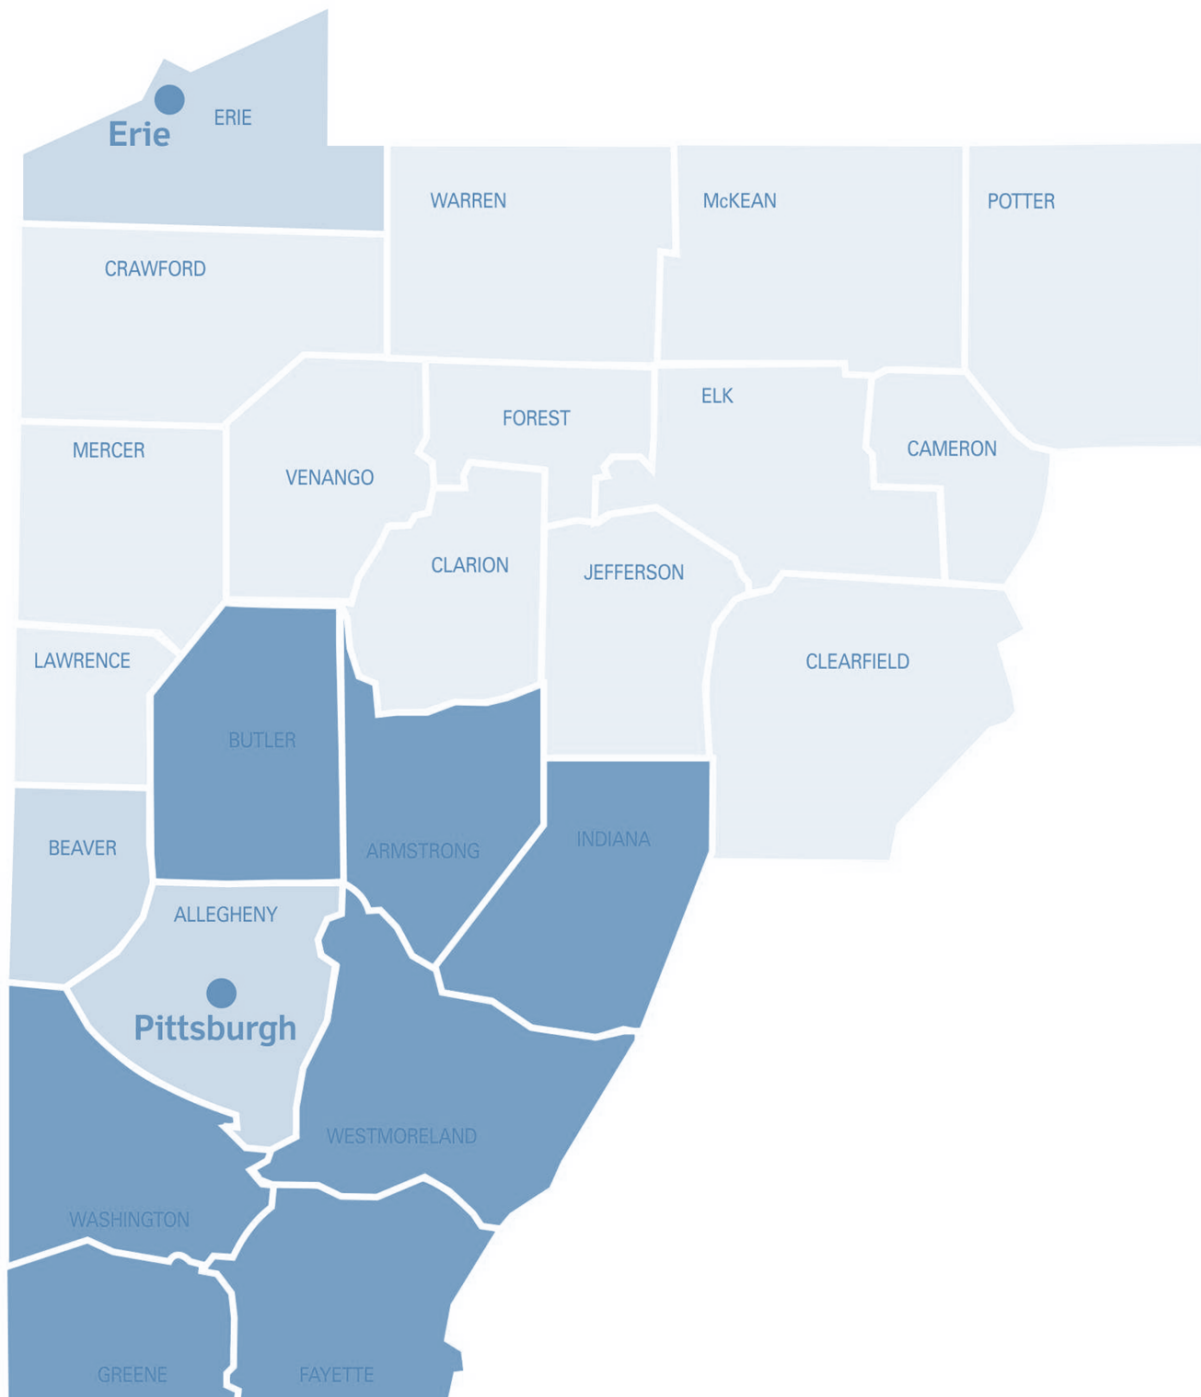 ERIE
Erie
WARREN
McKEAN
POTTER
CRAWFORD
ELK
FOREST
CAMERON
MERCER
VENANGO
CLARION
JEFFERSON
LAWRENCE
CLEARFIELD
BUTLER
INDIANA
BEAVER
ARMSTRONG
ALLEGHENY
Pittsburgh
WESTMORELAND
WASHINGTON
GREENE
FAYETTE